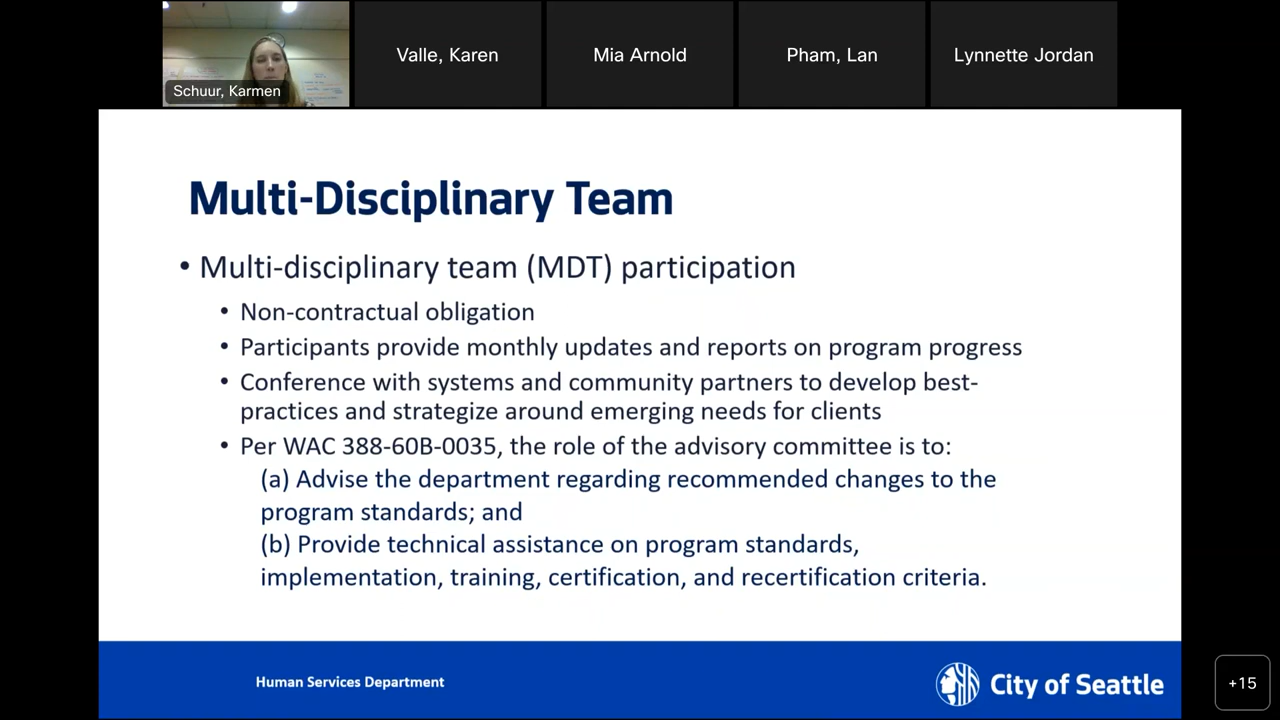 Schuur, Karmen
Valle, Karen
Mia Arnold
Pham, Lan
Lynnette Jordan
Multi-Disciplinary Team
• Multi-disciplinary team (MDT) participation
• Non-contractual obligation
• Participants provide monthly updates and reports on program progress
• Conference with systems and community partners to develop best-
practices and strategize around emerging needs for clients
• Per WAC 388-60B-0035, the role of the advisory committee is to:
(a) Advise the department regarding recommended changes to the
program standards; and
(b) Provide technical assistance on program standards,
implementation, training, certification, and recertification criteria.
Human Services Department
City of Seattle
+15